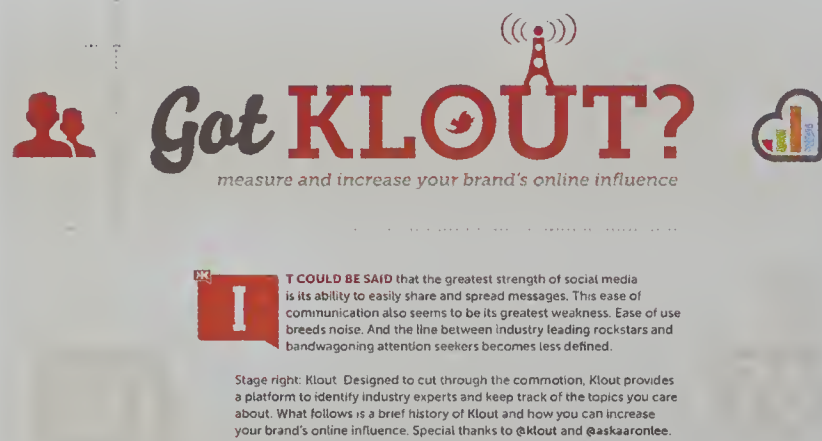 Got KLOUT?
measure and increase your brand's online influence
IT COULD BE SAID that the greatest strength of social media
is its ability to easily share and spread messages. This ease of
communication also seems to be its greatest weakness. Ease of use
breeds noise. And the line between industry leading rockstars and
bandwagoning attention seekers becomes less defined.
Stage right: Klout. Designed to cut through the commotion, Klout provides
a platform to identify industry experts and keep track of the topics you care
about. What follows is a brief history of Klout and how you can increase
your brand's online influence. Special thanks to @klout and @askaaronlee.